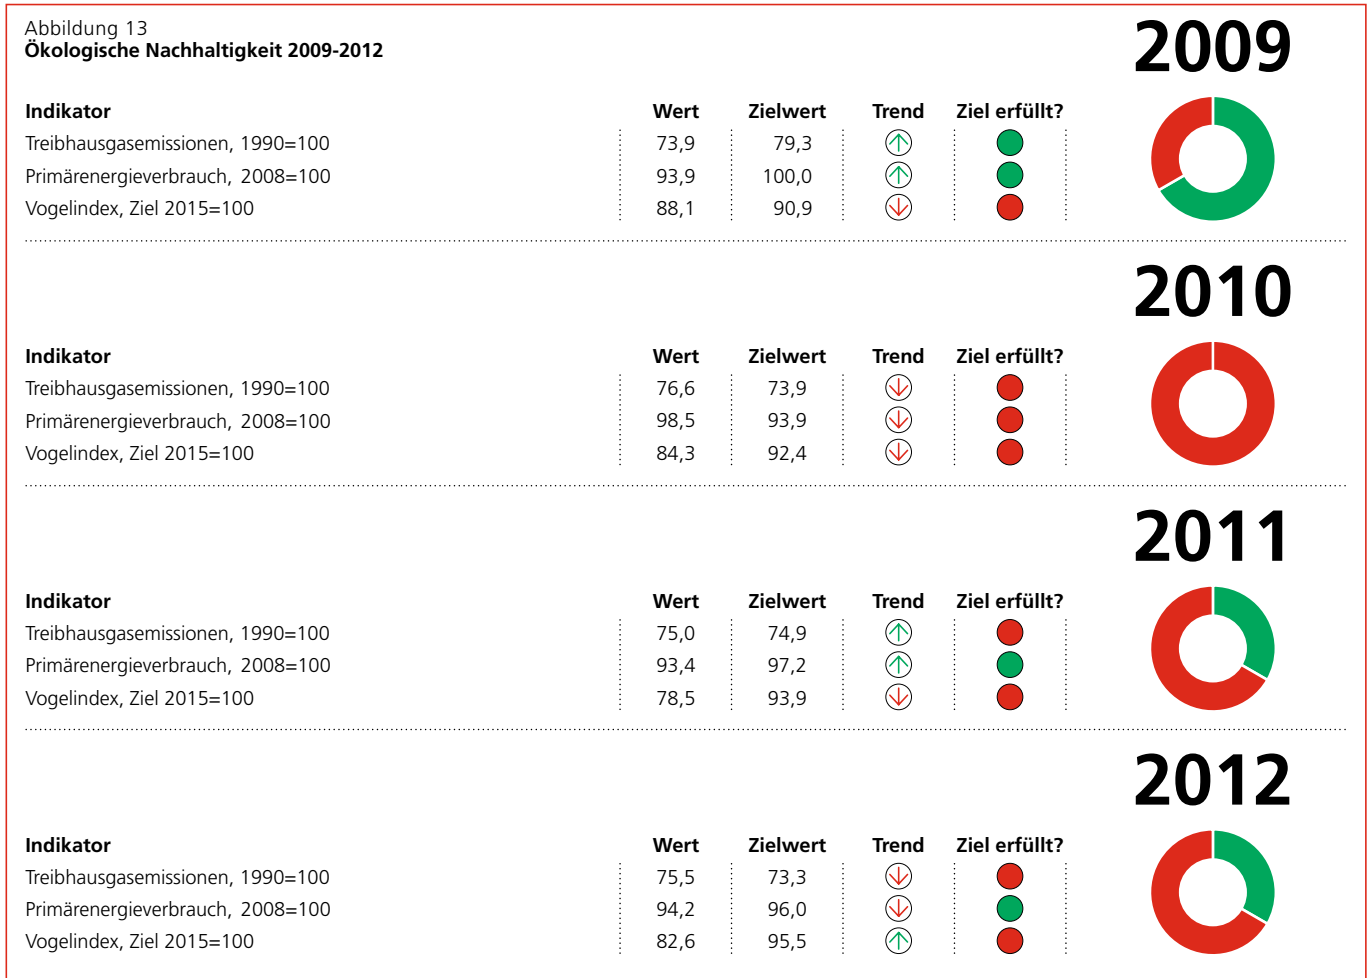 Abbildung 13
Ökologische Nachhaltigkeit 2009-2012
2009
Indikator Wert Zielwert Trend Ziel erfüllt?
Treibhausgasemissionen, 1990=100 73,9 79,3
Primärenergieverbrauch, 2008=100 93,9 100,0
Vogelindex, Ziel 2015=100 88,1 90,9
2010
Indikator Wert Zielwert Trend Ziel erfüllt?
Treibhausgasemissionen, 1990=100 76,6 73,9
Primärenergieverbrauch, 2008=100 98,5 93,9
Vogelindex, Ziel 2015=100 84,3 92,4
2011
Indikator Wert Zielwert Trend Ziel erfüllt?
Treibhausgasemissionen, 1990=100 75,0 74,9
Primärenergieverbrauch, 2008=100 93,4 97,2
Vogelindex, Ziel 2015=100 78,5 93,9
2012
Indikator Wert Zielwert Trend Ziel erfüllt?
Treibhausgasemissionen, 1990=100 75,5 73,3
Primärenergieverbrauch, 2008=100 94,2 96,0
Vogelindex, Ziel 2015=100 82,6 95,5